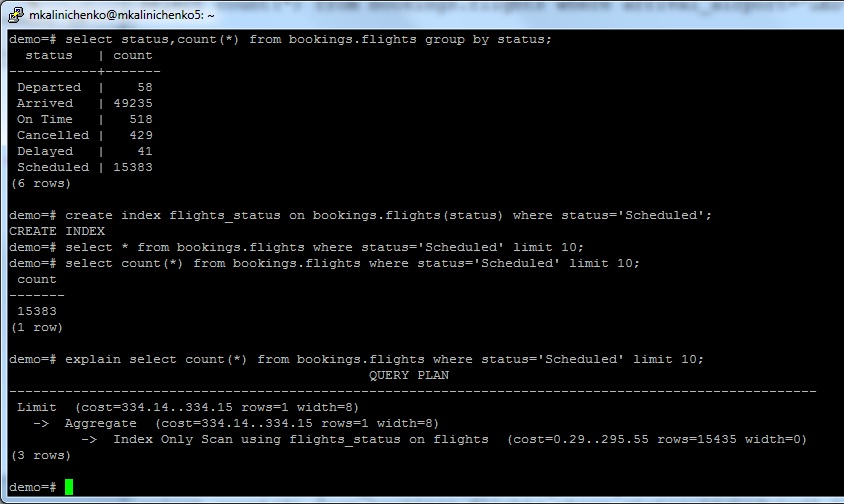 mkalinichenko@mkalinichenko5: ~
demo=# select status,count(*) from bookings.flights group by status;
  status   | count
-----------+-------
 Departed  |    58
 Arrived   | 49235
 On Time   |   518
 Cancelled |   429
 Delayed   |    41
 Scheduled | 15383
(6 rows)
demo=# create index flights_status on bookings.flights(status) where status='Scheduled';
CREATE INDEX
demo=# select * from bookings.flights where status='Scheduled' limit 10;
demo=# select count(*) from bookings.flights where status='Scheduled' limit 10;
 count
-------
 15383
(1 row)
demo=# explain select count(*) from bookings.flights where status='Scheduled' limit 10;
                                             QUERY PLAN
-----------------------------------------------------------------------------------------------------
 Limit  (cost=334.14..334.15 rows=1 width=8)
   ->  Aggregate  (cost=334.14..334.15 rows=1 width=8)
         ->  Index Only Scan using flights_status on flights  (cost=0.29..295.55 rows=15435 width=0)
(3 rows)
demo=#